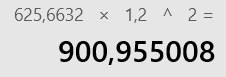 625,6632 × 1,2 ^ 2 =
900,955008